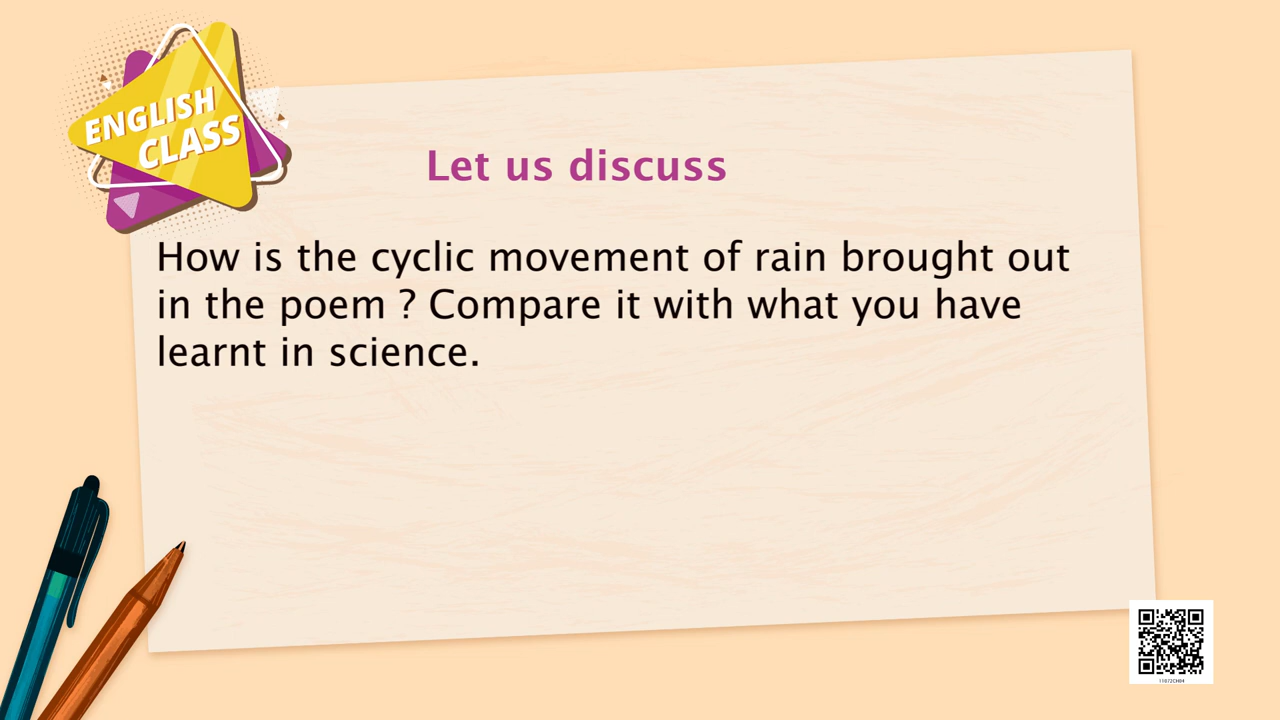 ENGLISH
CLASS
Let us discuss
How is the cyclic movement of rain brought out
in the poem ? Compare it with what you have
learnt in science.
11072CH04